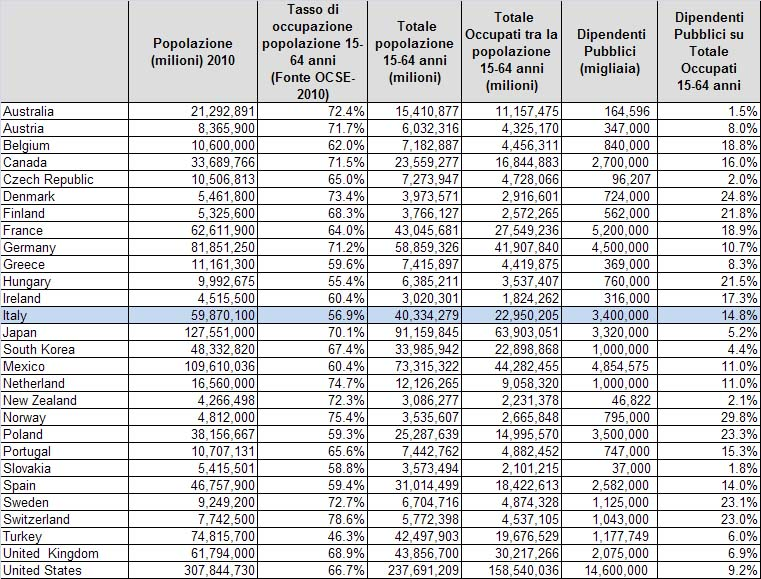 Popolazione (milioni) 2010 Tasso di occupazione popolazione 15-64 anni (Fonte OCSE-2010) Totale popolazione 15-64 anni (milioni) Totale Occupati tra la popolazione 15-64 anni (milioni) Dipendenti Pubblici (migliaia) Dipendenti Pubblici su Totale Occupati 15-64 anni
Australia 21,292,891 72.4% 15,410,877 11,157,475 164,596 1.5%
Austria 8,365,900 71.7% 6,032,316 4,325,170 347,000 8.0%
Belgium 10,600,000 62.0% 7,182,887 4,456,311 840,000 18.8%
Canada 33,689,766 71.5% 23,559,277 16,844,883 2,700,000 16.0%
Czech Republic 10,506,813 65.0% 7,273,947 4,728,066 96,207 2.0%
Denmark 5,461,800 73.4% 3,973,571 2,916,601 724,000 24.8%
Finland 5,325,600 68.3% 3,766,127 2,572,265 562,000 21.8%
France 62,611,900 64.0% 43,045,681 27,549,236 5,200,000 18.9%
Germany 81,851,250 71.2% 58,859,326 41,907,840 4,500,000 10.7%
Greece 11,161,300 59.6% 7,415,897 4,419,875 369,000 8.3%
Hungary 9,992,675 55.4% 6,385,211 3,537,407 760,000 21.5%
Ireland 4,515,500 60.4% 3,020,301 1,824,262 316,000 17.3%
Italy 59,870,100 56.9% 40,334,279 22,950,205 3,400,000 14.8%
Japan 127,551,000 70.1% 91,159,845 63,903,051 3,320,000 5.2%
South Korea 48,332,820 67.4% 33,985,942 22,898,868 1,000,000 4.4%
Mexico 109,610,036 60.4% 73,315,322 44,282,455 4,854,575 11.0%
Netherland 16,560,000 74.7% 12,126,265 9,058,320 1,000,000 11.0%
New Zealand 4,266,498 72.3% 3,086,277 2,231,378 46,822 2.1%
Norway 4,812,000 75.4% 3,535,607 2,665,848 795,000 29.8%
Poland 38,156,667 59.3% 25,287,639 14,995,570 3,500,000 23.3%
Portugal 10,707,131 65.6% 7,442,762 4,882,452 747,000 15.3%
Slovakia 5,415,501 58.8% 3,573,494 2,101,215 37,000 1.8%
Spain 46,757,900 59.4% 31,014,499 18,422,613 2,582,000 14.0%
Sweden 9,249,200 72.7% 6,704,716 4,874,328 1,125,000 23.1%
Switzerland 7,742,500 78.6% 5,772,398 4,537,105 1,043,000 23.0%
Turkey 74,815,700 46.3% 42,497,903 19,676,529 1,177,749 6.0%
United Kingdom 61,794,000 68.9% 43,856,700 30,217,266 2,075,000 6.9%
United States 307,844,730 66.7% 237,691,209 158,540,036 14,600,000 9.2%